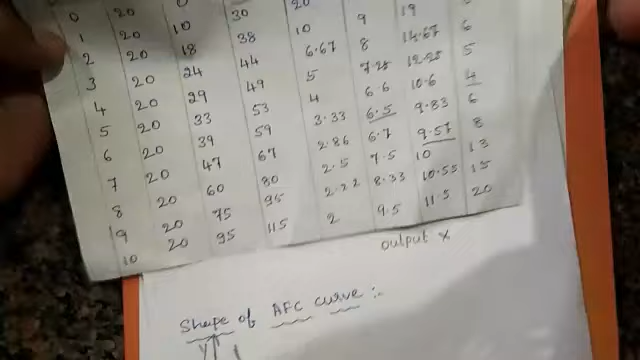 0 20 0
1 20 10 30 20
2 20 18 38 10 9 19
3 20 24 44 6.67 8 14.67 6
4 20 29 49 5 7.25 12.25 5
5 20 33 53 4 6.6 10.6 4
6 20 39 59 3.33 6.5 9.83 6
7 20 47 67 2.86 6.7 9.57 8
8 20 60 80 2.5 7.5 10 13
9 20 75 95 2.22 8.33 10.55 15
10 20 95 115 2 9.5 11.5 20
output x
Shape of AFC curve :-
Y